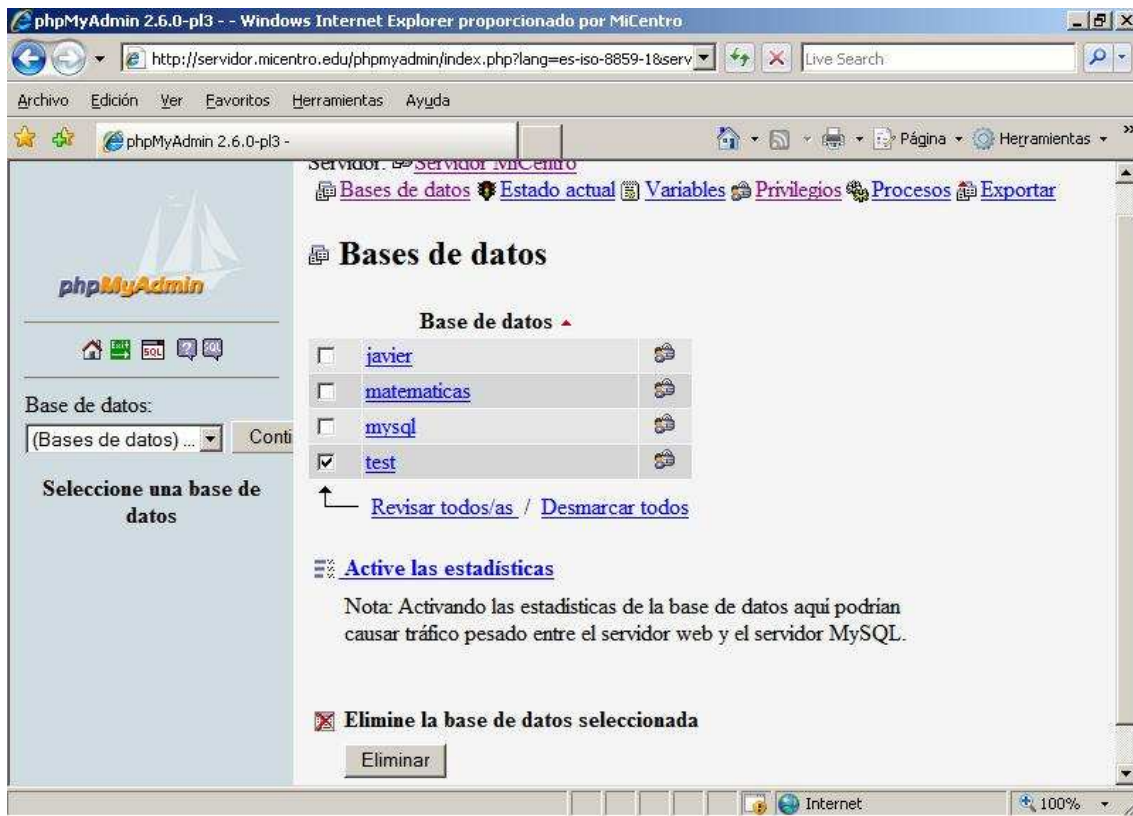 phpMyAdmin 2.6.0-pl3 - - Windows Internet Explorer proporcionado por MiCentro
http://servidor.micentro.edu/phpmyadmin/index.php?lang=es-iso-8859-1&serv
Live Search
Archivo Edición Ver Favoritos Herramientas Ayuda
phpMyAdmin 2.6.0-pl3 -
Página Herramientas »
Servidor: Servidor MiCentro
Bases de datos Estado actual Variables Privilegios Procesos Exportar
Bases de datos
phpMyAdmin
Base de datos
Exit SQL ? SQL
javier
matematicas
mysql
test
Base de datos:
(Bases de datos) ... Conti
Seleccione una base de
datos
Revisar todos/as / Desmarcar todos
Active las estadísticas
Nota: Activando las estadísticas de la base de datos aquí podrían
causar tráfico pesado entre el servidor web y el servidor MySQL.
Elimine la base de datos seleccionada
Eliminar
Internet 100%